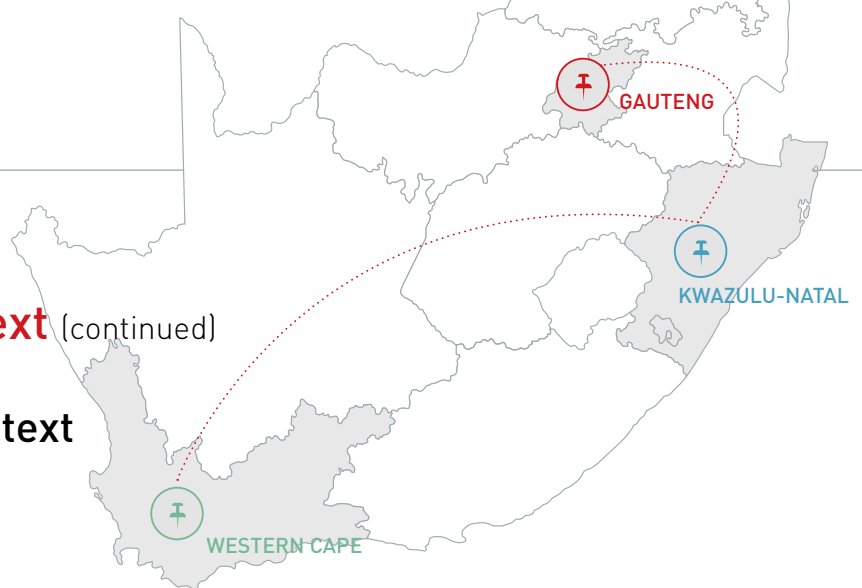 GAUTENG
KWAZULU-NATAL
ext (continued)
text
WESTERN CAPE